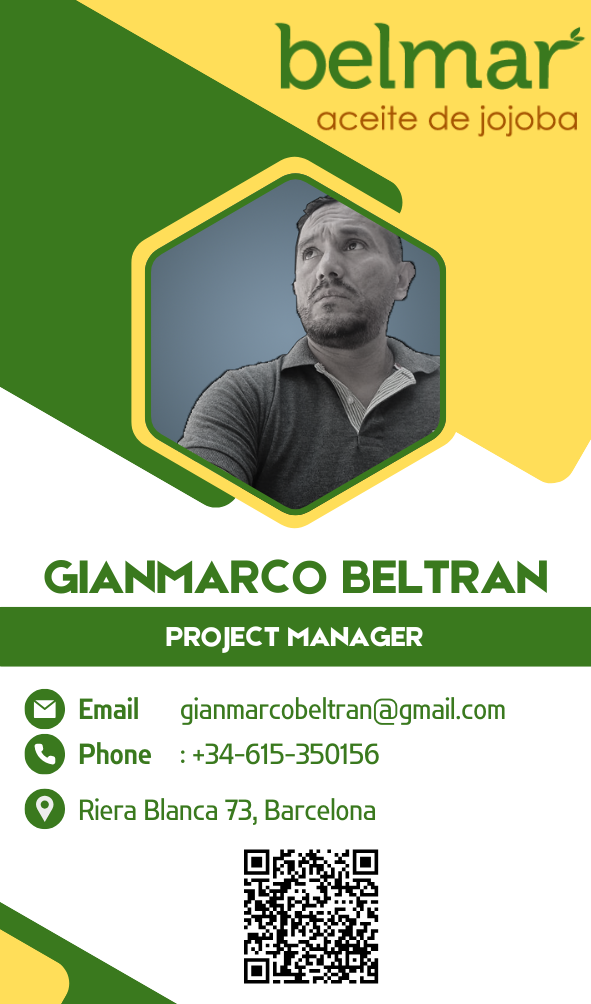 belmar
aceite de jojoba
GIANMARCO BELTRAN
PROJECT MANAGER
Email gianmarcobeltran@gmail.com
Phone : +34-615-350156
Riera Blanca 73, Barcelona